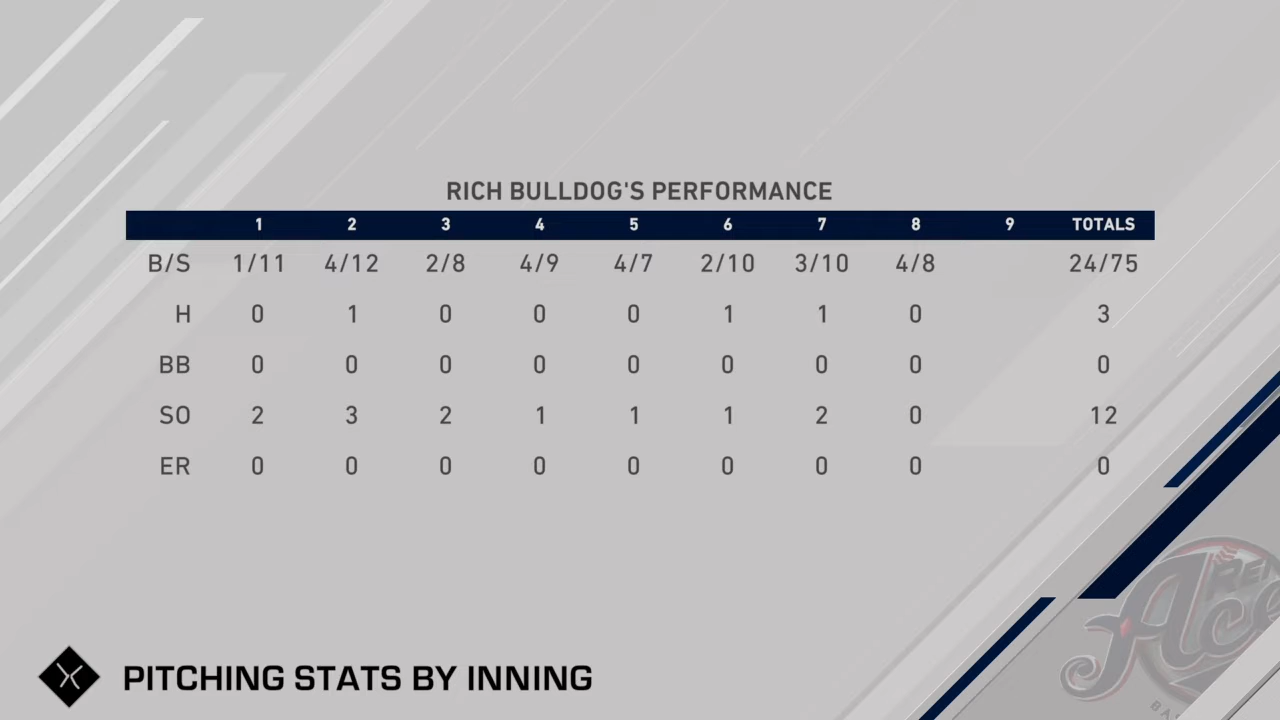 RICH BULLDOG'S PERFORMANCE
1 2 3 4 5 6 7 8 9 TOTALS
B/S 1/11 4/12 2/8 4/9 4/7 2/10 3/10 4/8 24/75
H 0 1 0 0 0 1 1 0 3
BB 0 0 0 0 0 0 0 0 0
SO 2 3 2 1 1 1 2 0 12
ER 0 0 0 0 0 0 0 0 0
PITCHING STATS BY INNING